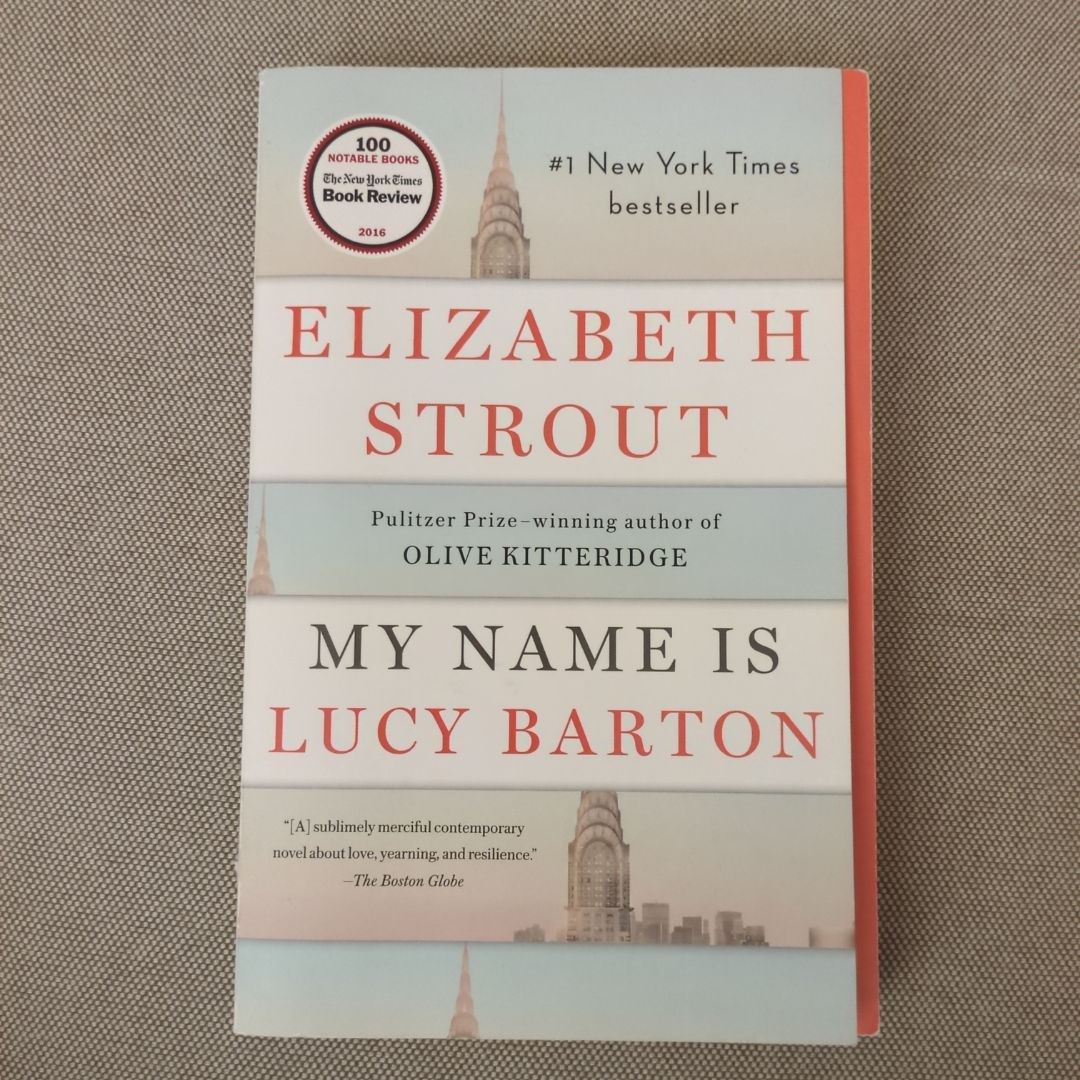 100
NOTABLE BOOKS
The New York Times
Book Review
2016
#1 New York Times
bestseller
ELIZABETH
STROUT
Pulitzer Prize–winning author of
OLIVE KITTERIDGE
MY NAME IS
LUCY BARTON
“[A] sublimely merciful contemporary
novel about love, yearning, and resilience.”
—The Boston Globe